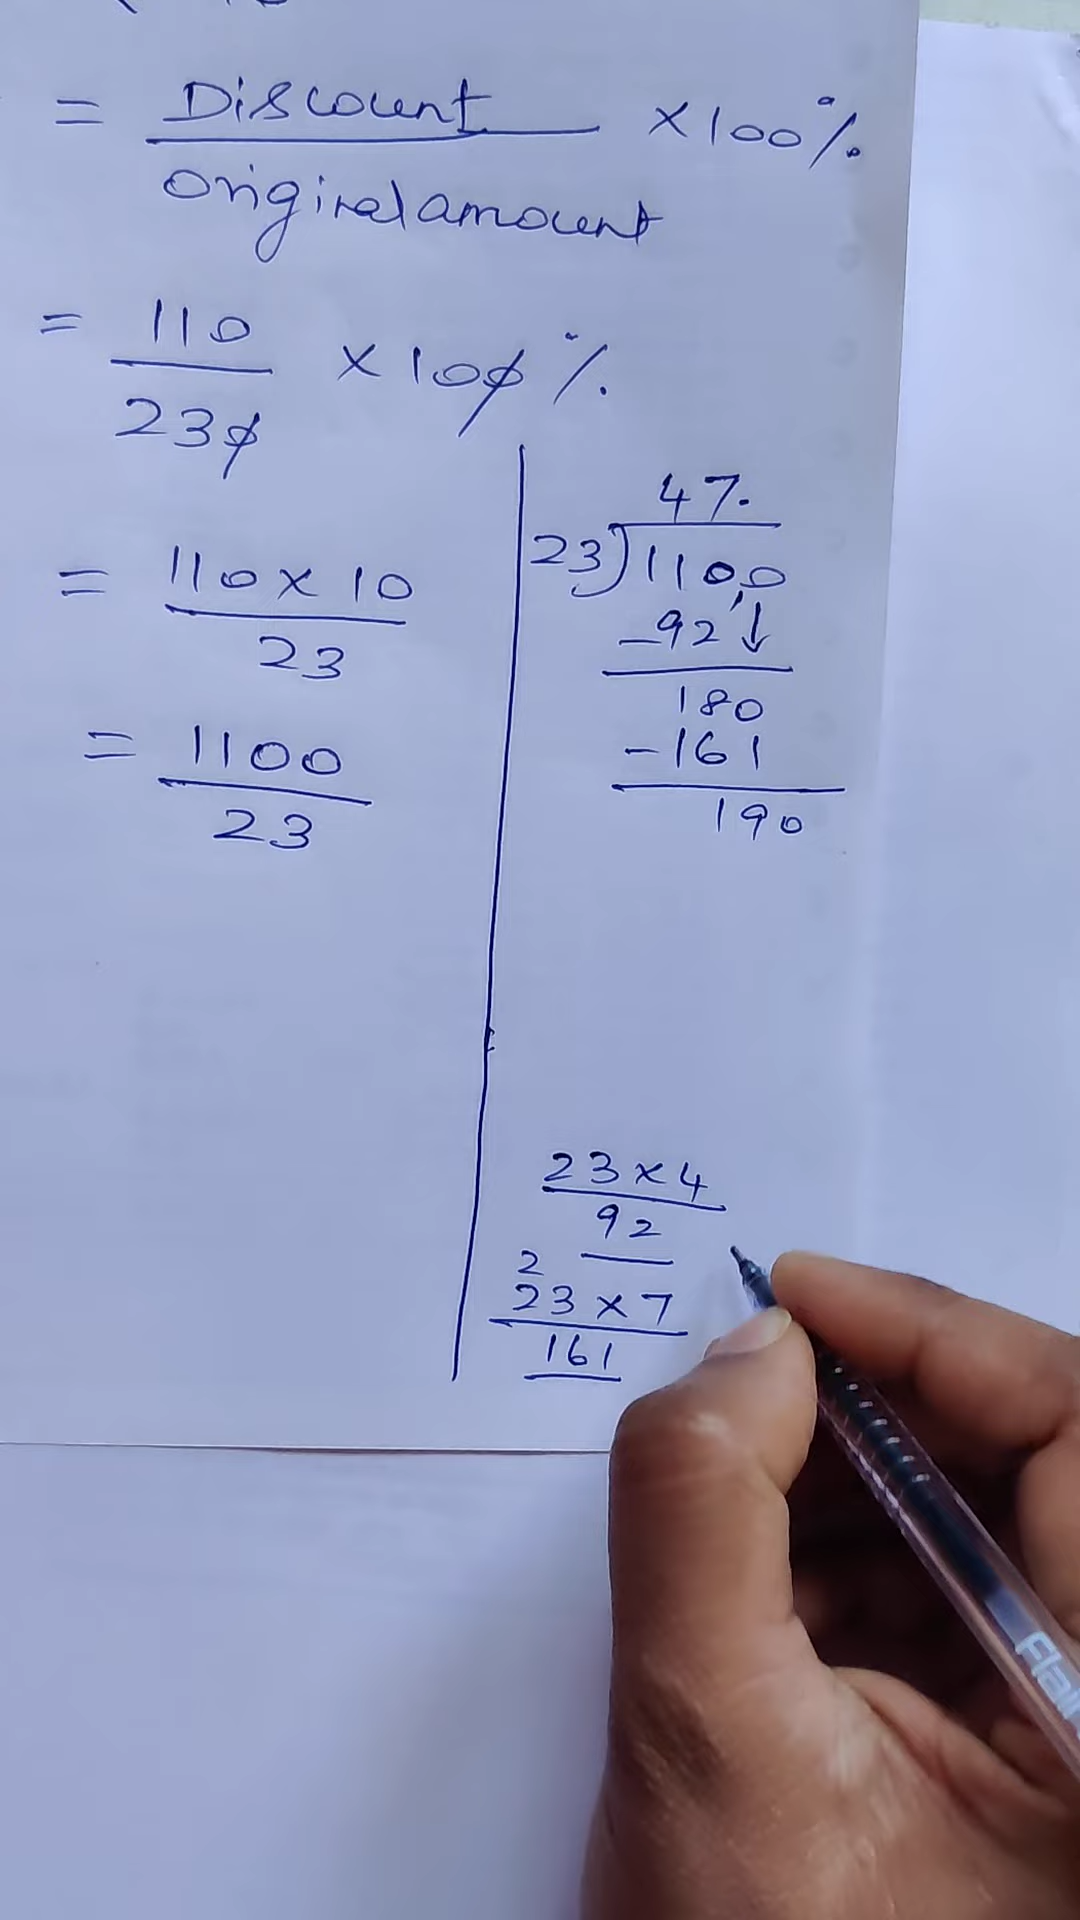 = Discount × 100%
Original amount
= 110 × 100%
230
= 110 × 10
23
= 1100
23
47.
23)1100
-92↓
180
-161
190
23 × 4
92
2
23 × 7
161
Flair